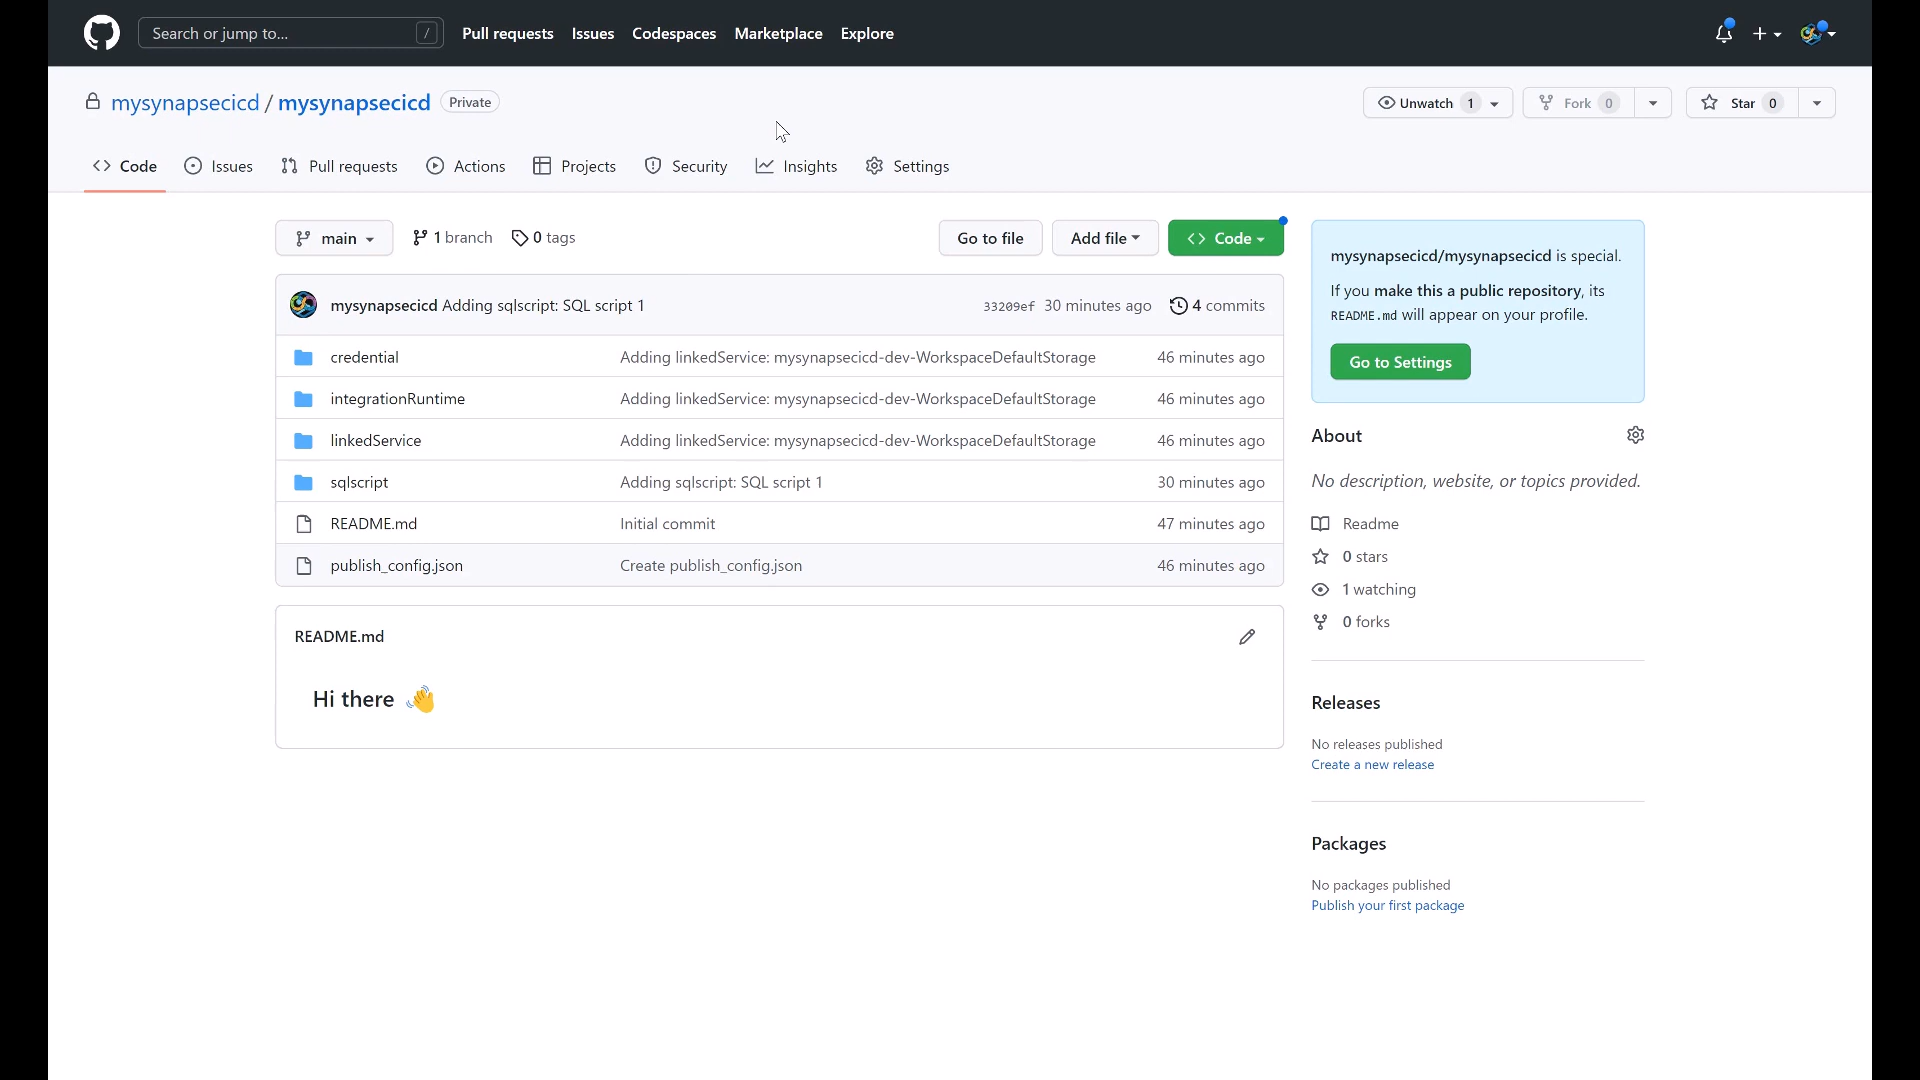 Search or jump to... /
Pull requests Issues Codespaces Marketplace Explore
mysynapsecicd / mysynapsecicd Private
Unwatch 1 Fork 0 Star 0
Code Issues Pull requests Actions Projects Security Insights Settings
main 1 branch 0 tags Go to file Add file Code
mysynapsecicd Adding sqlscript: SQL script 1 33209ef 30 minutes ago 4 commits
credential Adding linkedService: mysynapsecicd-dev-WorkspaceDefaultStorage 46 minutes ago
integrationRuntime Adding linkedService: mysynapsecicd-dev-WorkspaceDefaultStorage 46 minutes ago
linkedService Adding linkedService: mysynapsecicd-dev-WorkspaceDefaultStorage 46 minutes ago
sqlscript Adding sqlscript: SQL script 1 30 minutes ago
README.md Initial commit 47 minutes ago
publish_config.json Create publish_config.json 46 minutes ago
README.md
Hi there 👋
mysynapsecicd/mysynapsecicd is special.
If you make this a public repository, its
README.md will appear on your profile.
Go to Settings
About
No description, website, or topics provided.
Readme
0 stars
1 watching
0 forks
Releases
No releases published
Create a new release
Packages
No packages published
Publish your first package